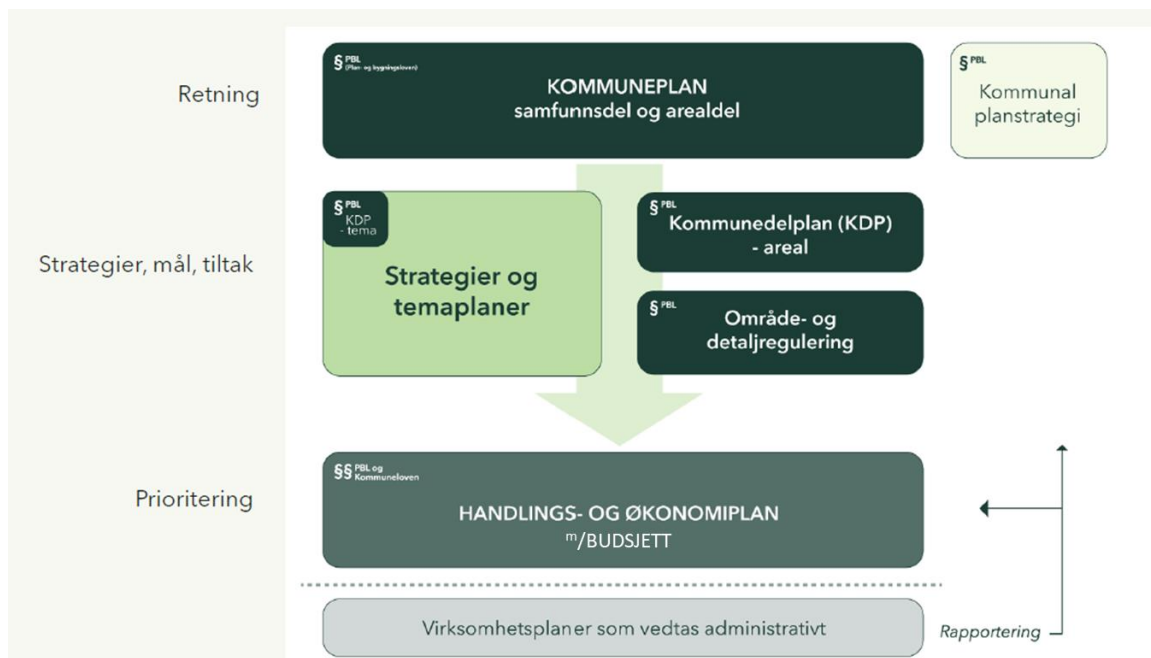 Retning
§ PBL
(Plan- og bygningsloven)
KOMMUNEPLAN
samfunnsdel og arealdel
§ PBL
Kommunal
planstrategi
Strategier, mål, tiltak
§ PBL
KDP
- tema
Strategier og
temaplaner
§ PBL
Kommunedelplan (KDP)
- areal
§ PBL
Område- og
detaljregulering
Prioritering
§§ PBL og
Kommuneloven
HANDLINGS- OG ØKONOMIPLAN
m/BUDSJETT
Virksomhetsplaner som vedtas administrativt
Rapportering